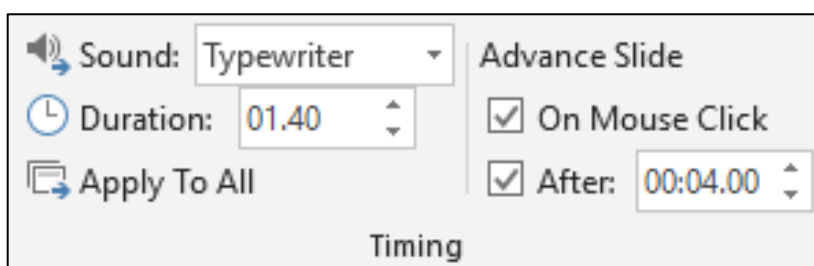 Sound: Typewriter
Duration: 01.40
Apply To All
Advance Slide
On Mouse Click
After: 00:04.00
Timing